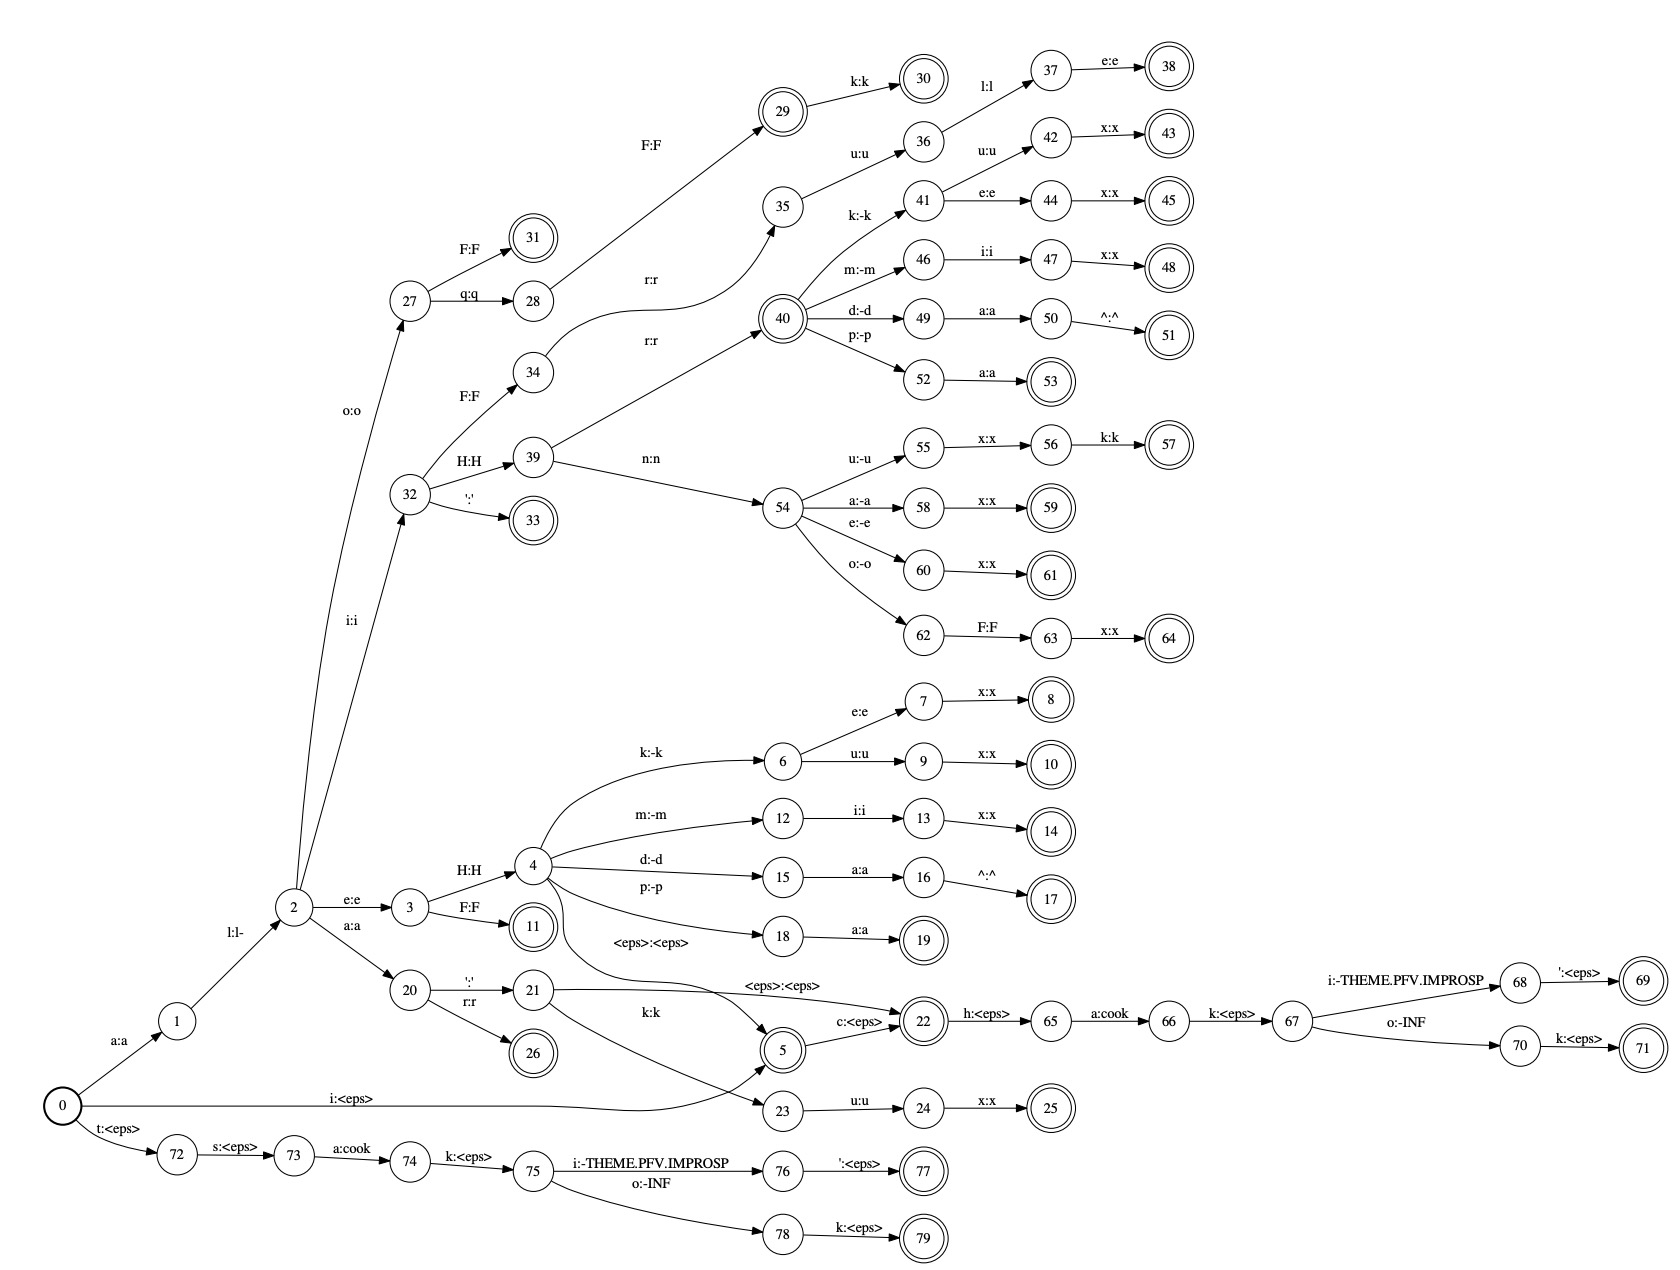 37 e:e 38
30
k:k
l:l
29
36 u:u 42 x:x 43
F:F
u:u
35
41 e:e 44 x:x 45
31
F:F
k:-k
46 i:i 47 x:x 48
m:-m
27 q:q 28
r:r
40 d:-d 49 a:a 50 ^:^ 51
p:-p
r:r
34
52 a:a 53
F:F
o:o
39 n:n
H:H
u:-u 55 x:x 56 k:k 57
32 ':' 33
54 a:-a 58 x:x 59
e:-e
60 x:x 61
o:-o
i:i
62 F:F 63 x:x 64
7 x:x 8
e:e
k:-k
6 u:u 9 x:x 10
m:-m 12 i:i 13 x:x 14
4 d:-d 15 a:a 16 ^:^ 17
H:H
p:-p
2 e:e 3 F:F 11
a:a
l:l-
18 a:a 19
<eps>:<eps>
20 ':' 21 <eps>:<eps>
r:r
k:k
i:-THEME.PFV.IMPROSP 68 ':<eps> 69
1
c:<eps> 22 h:<eps> 65 a:cook 66 k:<eps> 67 o:-INF
a:a
26
5
70 k:<eps> 71
0 i:<eps>
23 u:u 24 x:x 25
t:<eps>
72 s:<eps> 73 a:cook 74 k:<eps> 75 i:-THEME.PFV.IMPROSP 76 ':<eps> 77
o:-INF
78 k:<eps> 79